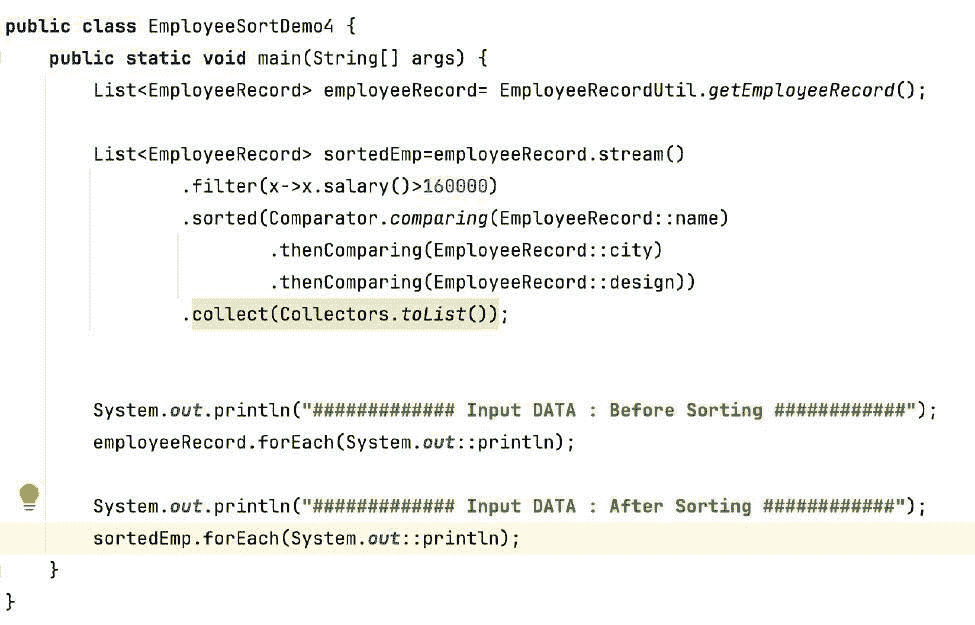 public class EmployeeSortDemo4 {
    public static void main(String[] args) {
        List<EmployeeRecord> employeeRecord= EmployeeRecordUtil.getEmployeeRecord();
        List<EmployeeRecord> sortedEmp=employeeRecord.stream()
                .filter(x->x.salary()>160000)
                .sorted(Comparator.comparing(EmployeeRecord::name)
                        .thenComparing(EmployeeRecord::city)
                        .thenComparing(EmployeeRecord::design))
                .collect(Collectors.toList());
        System.out.println("############# Input DATA : Before Sorting ############");
        employeeRecord.forEach(System.out::println);
        System.out.println("############# Input DATA : After Sorting ############");
        sortedEmp.forEach(System.out::println);
    }
}